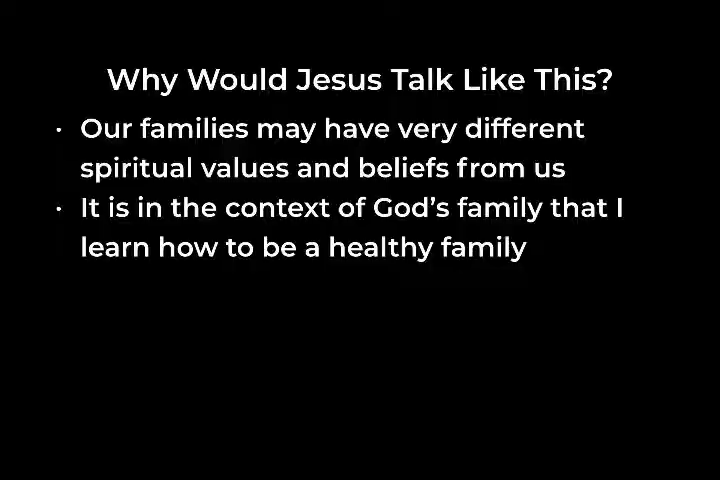 Why Would Jesus Talk Like This?
· Our families may have very different
spiritual values and beliefs from us
· It is in the context of God’s family that I
learn how to be a healthy family